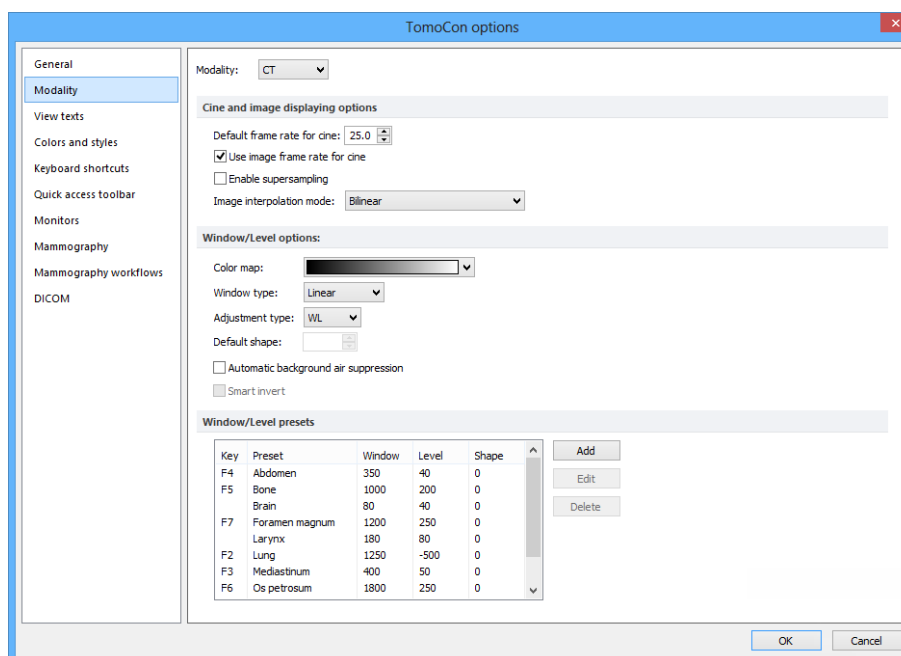 TomoCon options
General
Modality
View texts
Colors and styles
Keyboard shortcuts
Quick access toolbar
Monitors
Mammography
Mammography workflows
DICOM
Modality: CT
Cine and image displaying options
Default frame rate for cine: 25.0
Use image frame rate for cine
Enable supersampling
Image interpolation mode: Bilinear
Window/Level options:
Color map:
Window type: Linear
Adjustment type: WL
Default shape:
Automatic background air suppression
Smart invert
Window/Level presets
Key Preset Window Level Shape
F4 Abdomen 350 40 0
F5 Bone 1000 200 0
Brain 80 40 0
F7 Foramen magnum 1200 250 0
Larynx 180 80 0
F2 Lung 1250 -500 0
F3 Mediastinum 400 50 0
F6 Os petrosum 1800 250 0
Add
Edit
Delete
OK Cancel